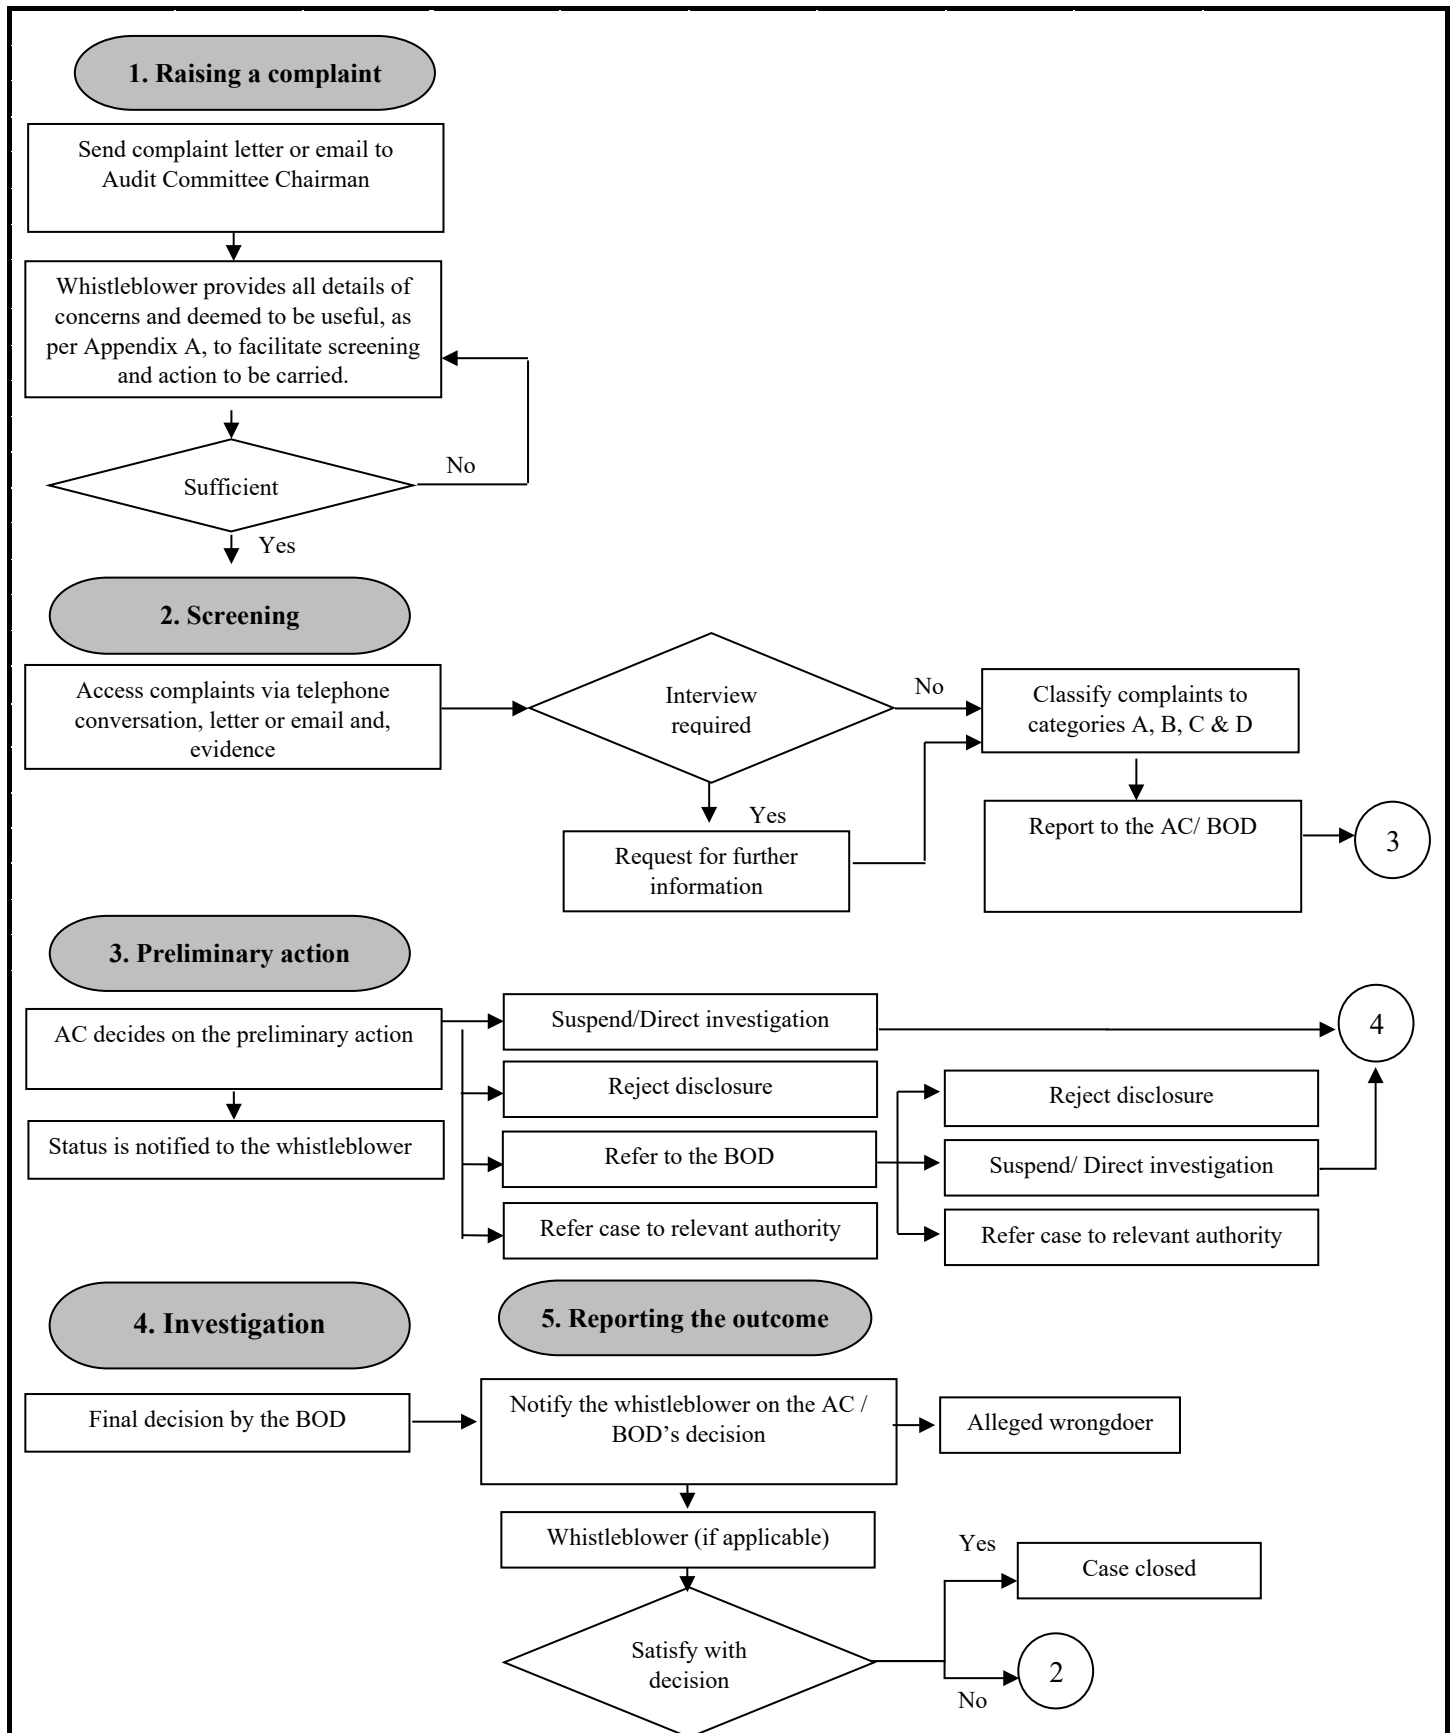 1. Raising a complaint
Send complaint letter or email to
Audit Committee Chairman
Whistleblower provides all details of
concerns and deemed to be useful, as
per Appendix A, to facilitate screening
and action to be carried.
Sufficient
No
Yes
2. Screening
Access complaints via telephone
conversation, letter or email and,
evidence
Interview
required
No
Yes
Request for further
information
Classify complaints to
categories A, B, C & D
Report to the AC/ BOD
3
3. Preliminary action
AC decides on the preliminary action
Status is notified to the whistleblower
Suspend/Direct investigation
4
Reject disclosure
Refer to the BOD
Refer case to relevant authority
Reject disclosure
Suspend/ Direct investigation
Refer case to relevant authority
4. Investigation
Final decision by the BOD
5. Reporting the outcome
Notify the whistleblower on the AC /
BOD’s decision
Alleged wrongdoer
Whistleblower (if applicable)
Satisfy with
decision
Yes
Case closed
No
2